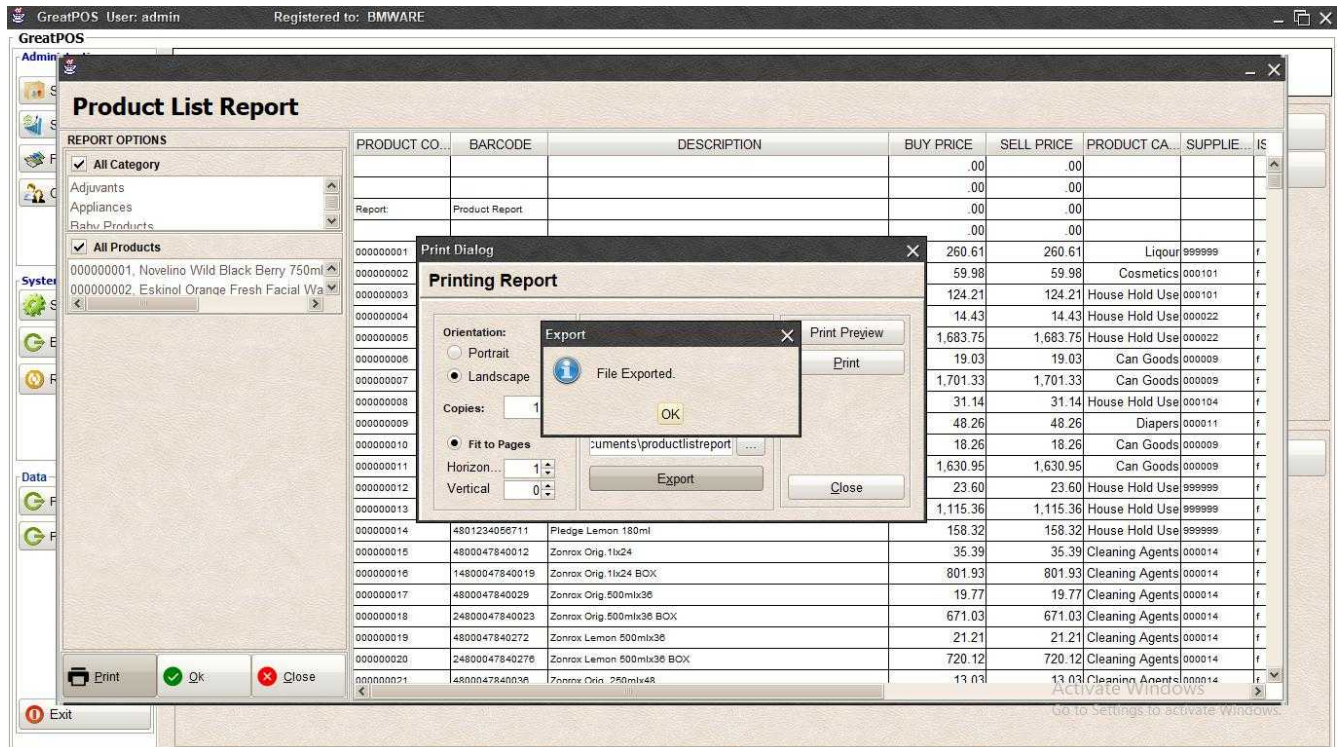 GreatPOS User: admin Registered to: BMWARE
GreatPOS
Product List Report
REPORT OPTIONS
All Category
Adjuvants
Appliances
Baby Products
All Products
000000001, Novelino Wild Black Berry 750ml
000000002, Eskinol Orange Fresh Facial Wa
PRODUCT CO... BARCODE DESCRIPTION BUY PRICE SELL PRICE PRODUCT CA... SUPPLIE...
.00 .00
.00 .00
Report: Product Report .00 .00
.00 .00
000000001 260.61 260.61 Liqour 999999 f
000000002 59.98 59.98 Cosmetics 000101 f
000000003 124.21 124.21 House Hold Use 000101 f
000000004 14.43 14.43 House Hold Use 000022 f
000000005 1,683.75 1,683.75 House Hold Use 000022 f
000000006 19.03 19.03 Can Goods 000009 f
000000007 1,701.33 1,701.33 Can Goods 000009 f
000000008 31.14 31.14 House Hold Use 000104 f
000000009 48.26 48.26 Diapers 000011 f
000000010 18.26 18.26 Can Goods 000009 f
000000011 1,630.95 1,630.95 Can Goods 000009 f
000000012 23.60 23.60 House Hold Use 999999 f
000000013 1,115.36 1,115.36 House Hold Use 999999 f
000000014 4801234056711 Pledge Lemon 180ml 158.32 158.32 House Hold Use 999999 f
000000015 4800047840012 Zonrox Orig.1lx24 35.39 35.39 Cleaning Agents 000014 f
000000016 14800047840019 Zonrox Orig.1lx24 BOX 801.93 801.93 Cleaning Agents 000014 f
000000017 4800047840029 Zonrox Orig.500mlx36 19.77 19.77 Cleaning Agents 000014 f
000000018 24800047840023 Zonrox Orig.500mlx36 BOX 671.03 671.03 Cleaning Agents 000014 f
000000019 4800047840272 Zonrox Lemon 500mlx36 21.21 21.21 Cleaning Agents 000014 f
000000020 24800047840276 Zonrox Lemon 500mlx36 BOX 720.12 720.12 Cleaning Agents 000014 f
000000021 4800047840036 Zonrox Orig. 250mlx48 13.03 13.03 Cleaning Agents 000014 f
Print Dialog
Printing Report
Orientation:
Portrait
Landscape
Copies: 1
Fit to Pages
Horizon... 1
Vertical 0
cuments\productlistreport ...
Export
Print Preview
Print
Close
Export
File Exported.
OK
Print Ok Close
Exit
Activate Windows
Go to Settings to activate Windows.